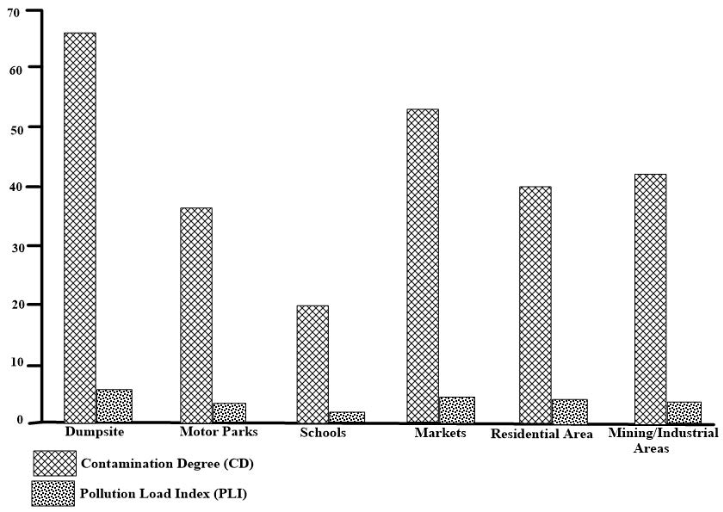 70
60
50
40
30
20
10
0
Dumpsite Motor Parks Schools Markets Residential Area Mining/Industrial
Areas
Contamination Degree (CD)
Pollution Load Index (PLI)